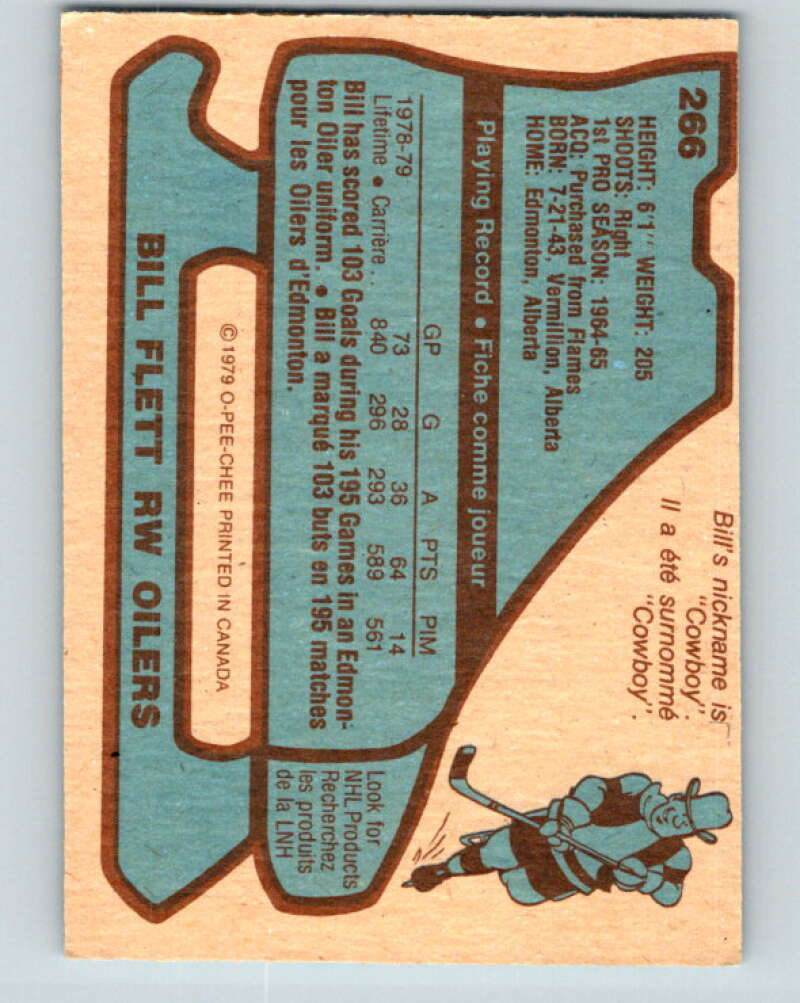 266
HEIGHT: 6'1" WEIGHT: 205
SHOOTS: Right
1st PRO SEASON: 1964-65
ACQ: Purchased from Flames
BORN: 7-21-43, Vermillion, Alberta
HOME: Edmonton, Alberta
Bill's nickname is
"Cowboy".
Il a été surnommé
"Cowboy".
Playing Record • Fiche comme joueur
GP G A PTS PIM
1978-79 73 28 36 64 14
Lifetime • Carrière... 840 296 293 589 561
Bill has scored 103 Goals during his 195 Games in an Edmon-
ton Oiler uniform. • Bill a marqué 103 buts en 195 matches
pour les Oilers d'Edmonton.
Look for
NHL Products
Recherchez
les produits
de la LNH
©1979 O-PEE-CHEE PRINTED IN CANADA
BILL FLETT RW OILERS